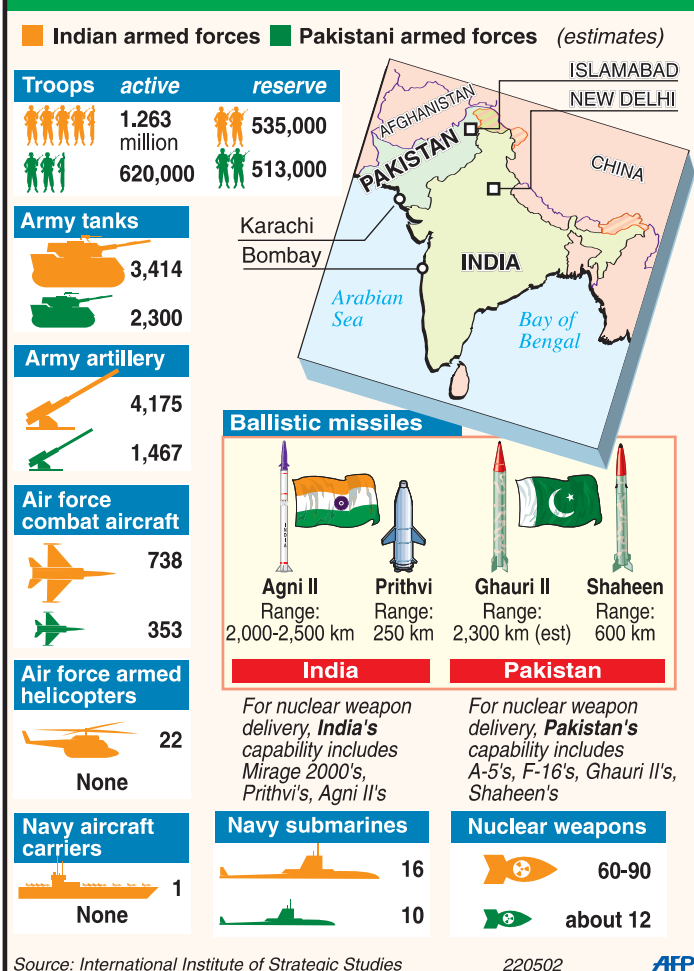 Indian armed forces Pakistani armed forces (estimates)
Troops active reserve
1.263
million
535,000
620,000
513,000
ISLAMABAD
NEW DELHI
AFGHANISTAN
PAKISTAN
CHINA
Karachi
Bombay
INDIA
Arabian
Sea
Bay of
Bengal
Army tanks
3,414
2,300
Army artillery
4,175
1,467
Air force
combat aircraft
738
353
Air force armed
helicopters
22
None
Navy aircraft
carriers
1
None
Ballistic missiles
INDIA
Agni II
Range:
2,000-2,500 km
Prithvi
Range:
250 km
Ghauri II
Range:
2,300 km (est)
Shaheen
Range:
600 km
India
Pakistan
For nuclear weapon
delivery, India's
capability includes
Mirage 2000's,
Prithvi's, Agni II's
For nuclear weapon
delivery, Pakistan's
capability includes
A-5's, F-16's, Ghauri II's,
Shaheen's
Navy submarines
16
10
Nuclear weapons
60-90
about 12
Source: International Institute of Strategic Studies
220502
AFP